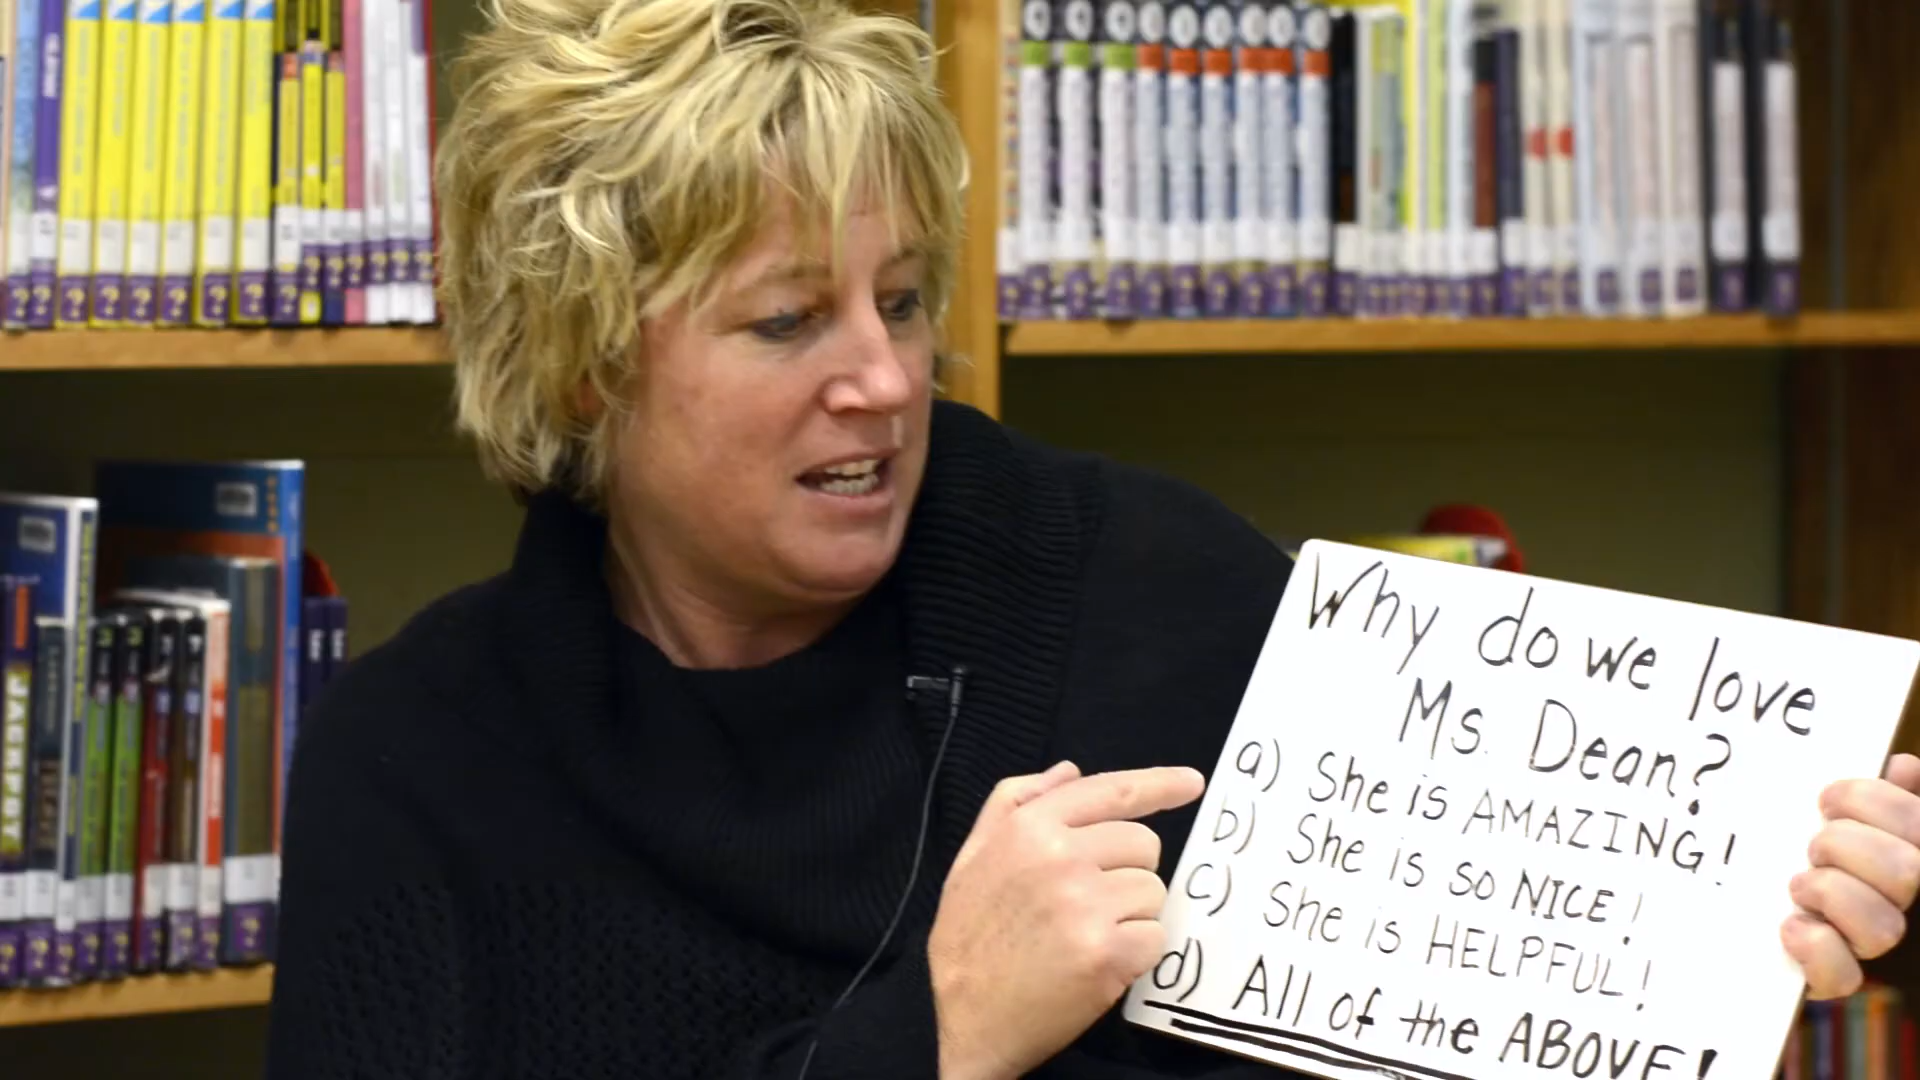 Why do we love
Ms. Dean?
a) She is AMAZING!
b) She is so NICE!
c) She is HELPFUL!
d) All of the ABOVE!